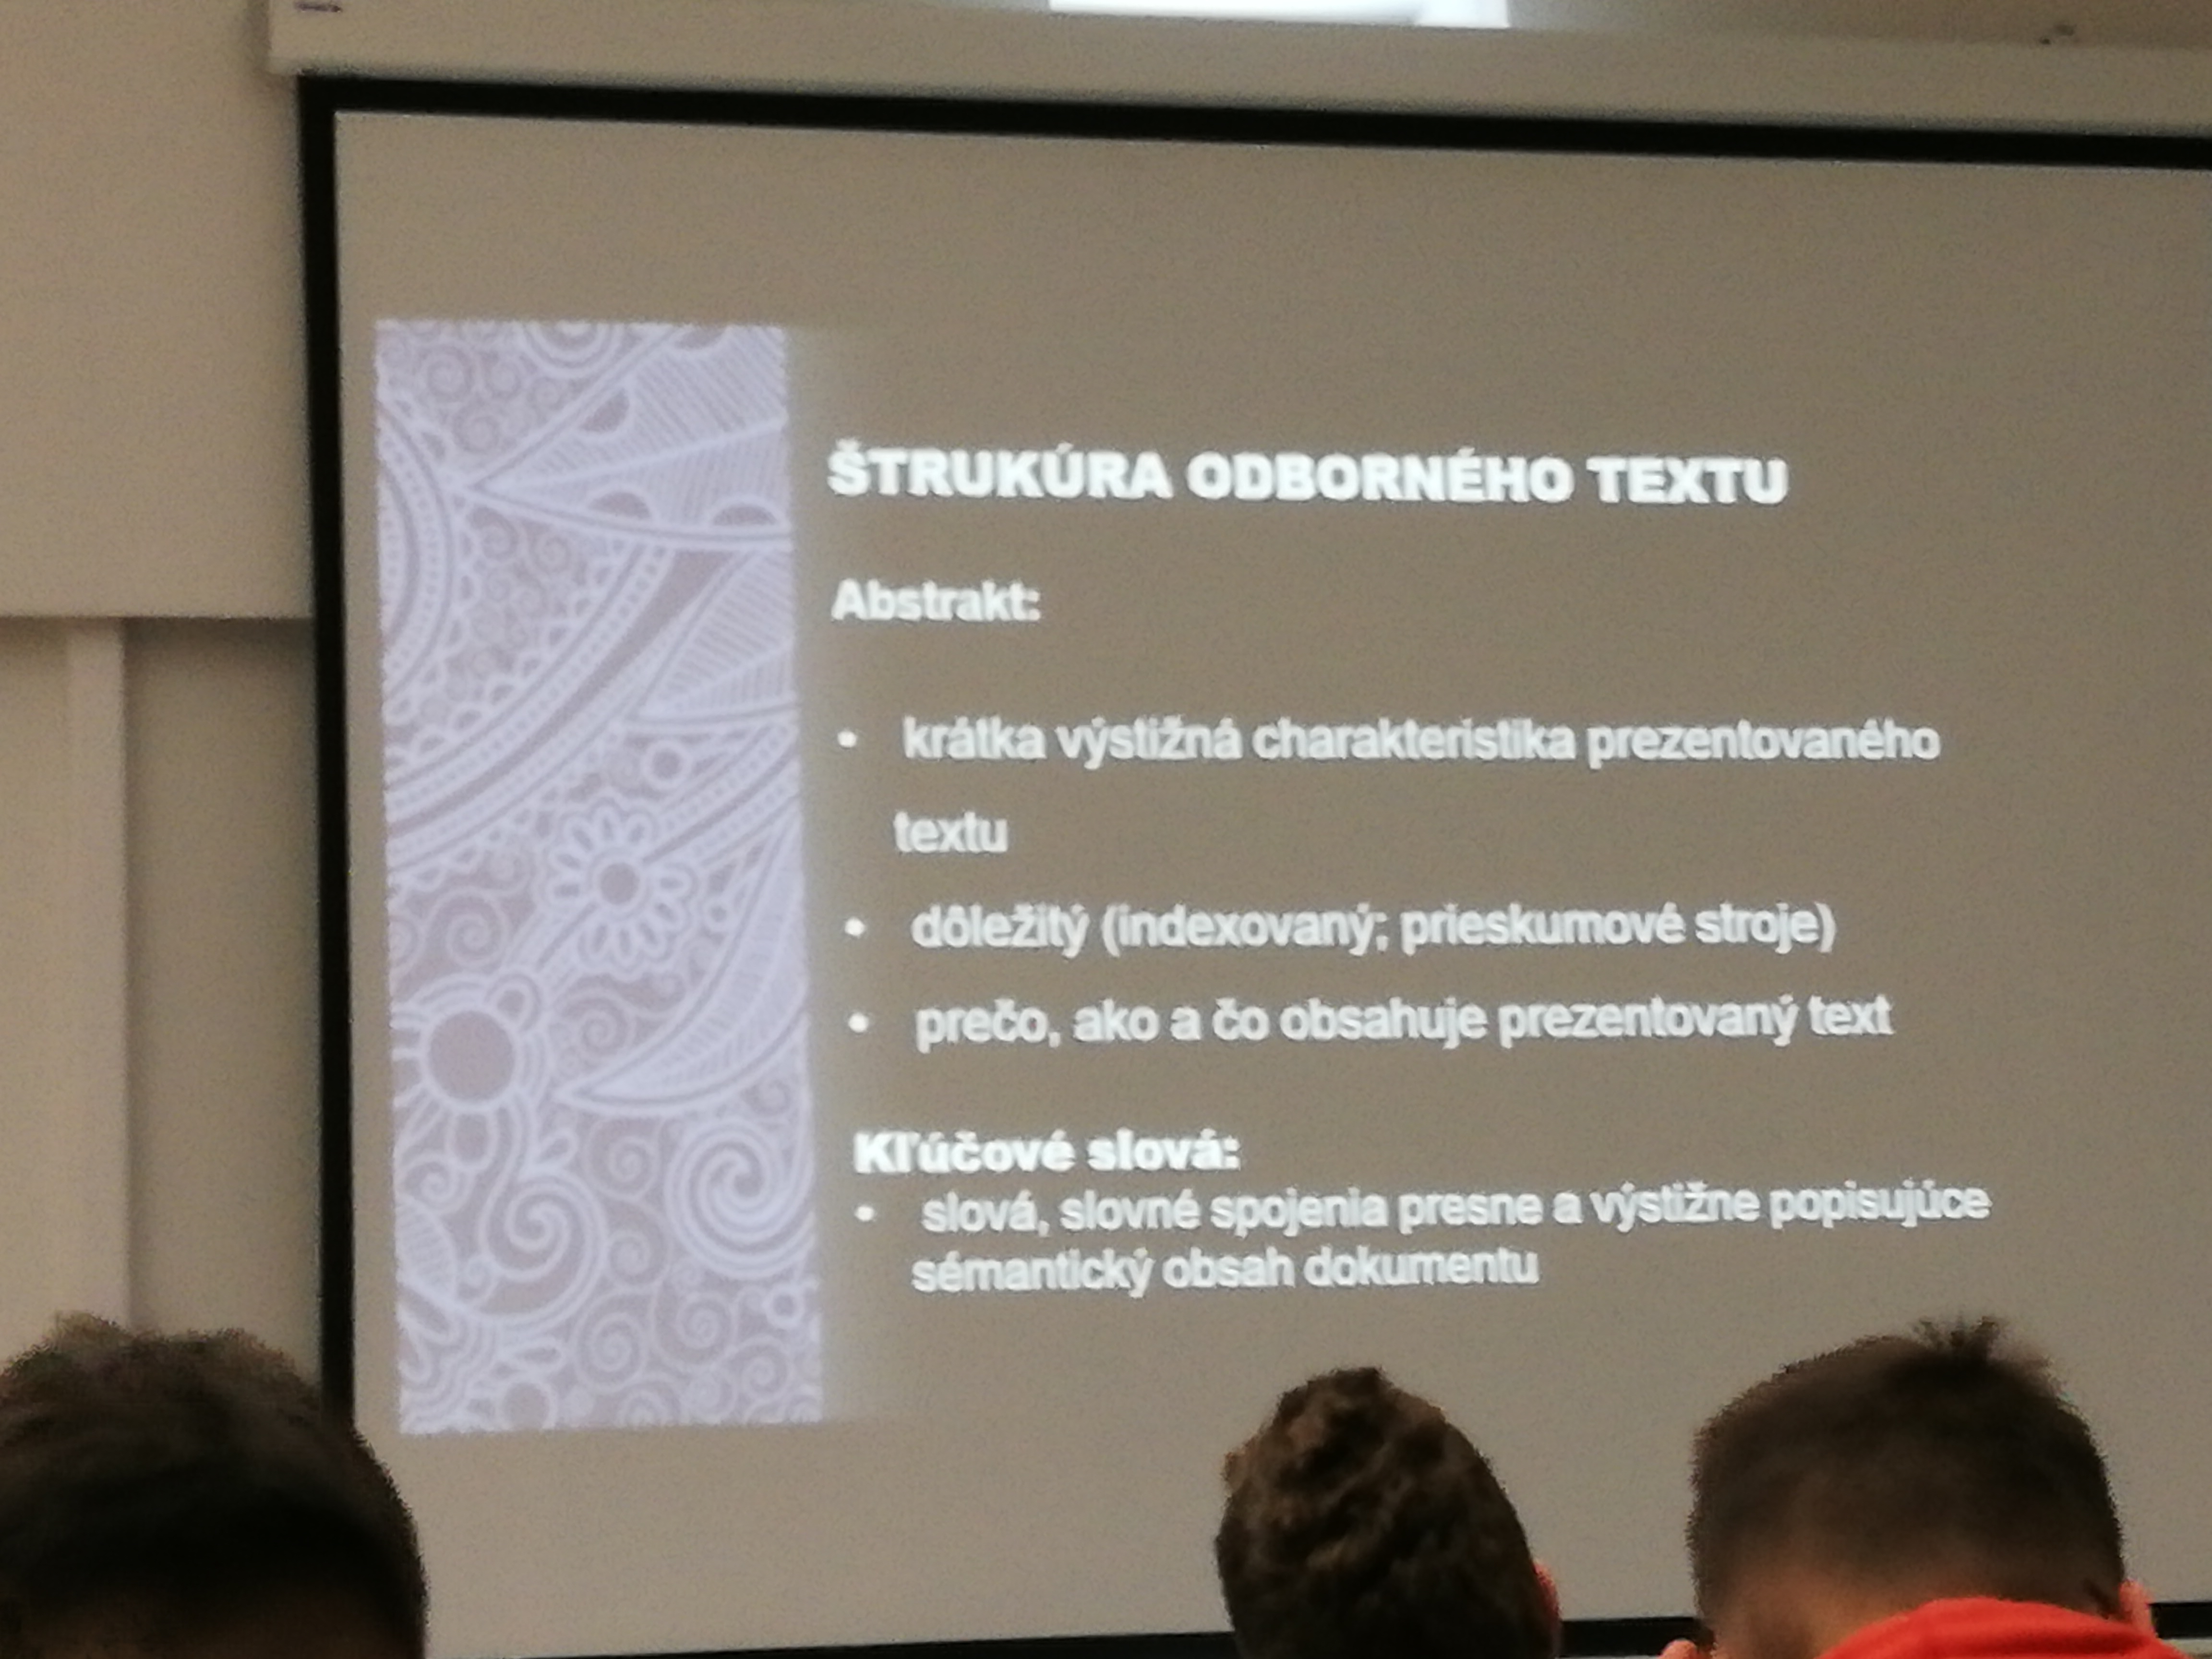 ŠTRUKÚRA ODBORNÉHO TEXTU
Abstrakt:
• krátka výstižná charakteristika prezentovaného
textu
• dôležitý (indexovaný; prieskumové stroje)
• prečo, ako a čo obsahuje prezentovaný text
Kľúčové slová:
• slová, slovné spojenia presne a výstižne popisujúce
sémantický obsah dokumentu